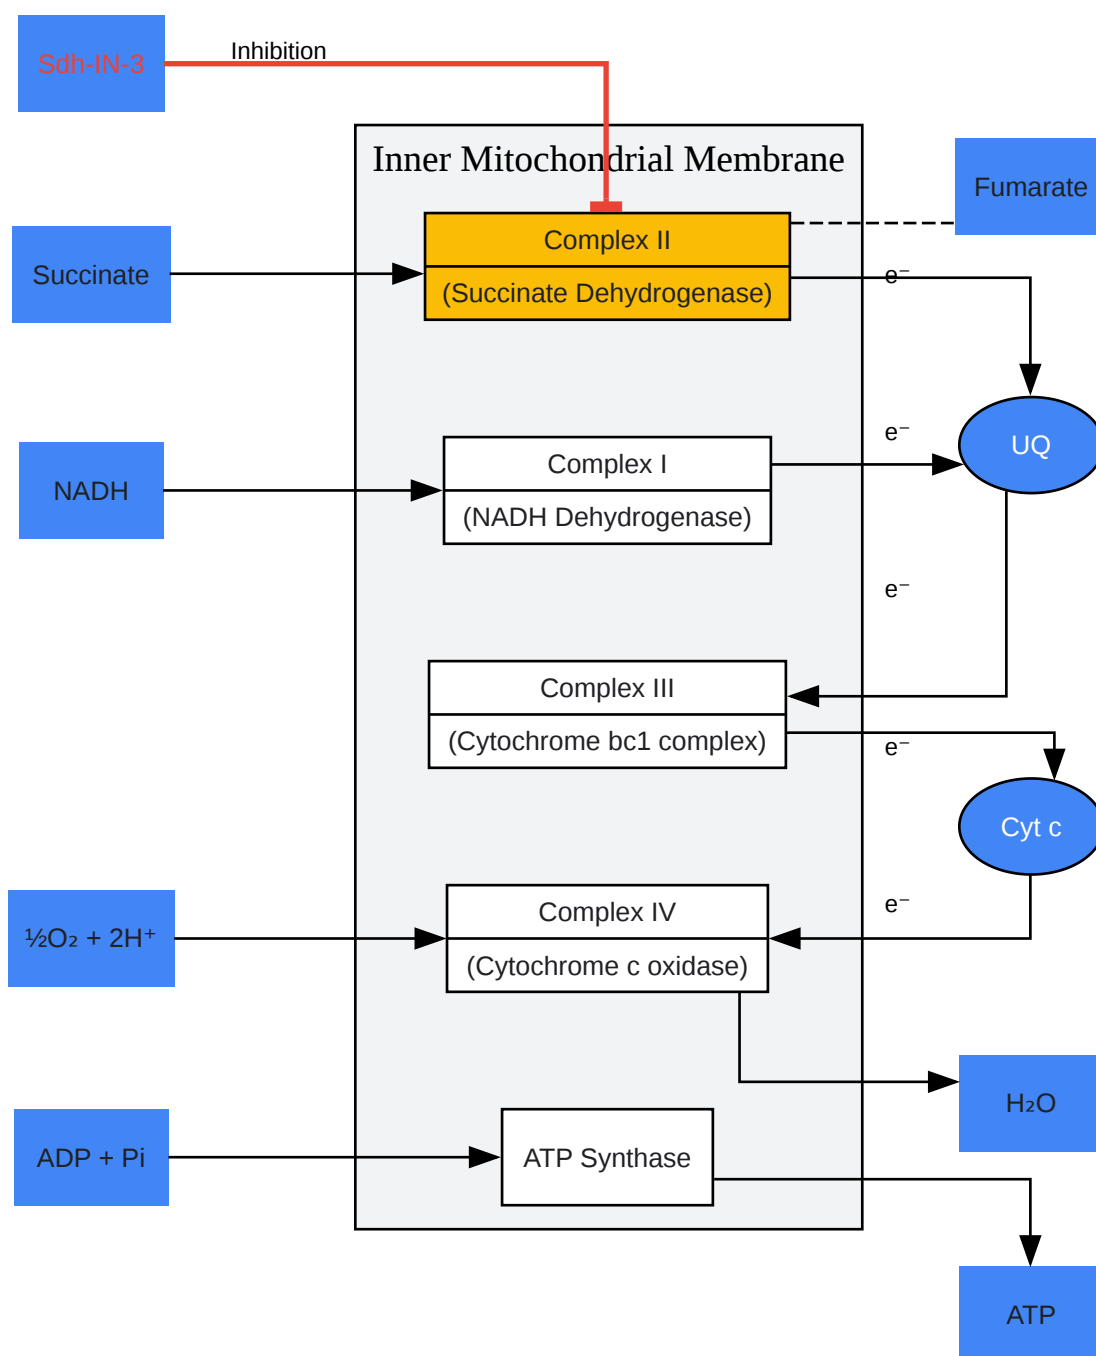 Sdh-IN-3
Inhibition
Inner Mitochondrial Membrane
Fumarate
Complex II
(Succinate Dehydrogenase)
Succinate
e⁻
UQ
e⁻
NADH
Complex I
(NADH Dehydrogenase)
e⁻
Complex III
(Cytochrome bc1 complex)
e⁻
Cyt c
½O₂ + 2H⁺
Complex IV
(Cytochrome c oxidase)
e⁻
H₂O
ADP + Pi
ATP Synthase
ATP